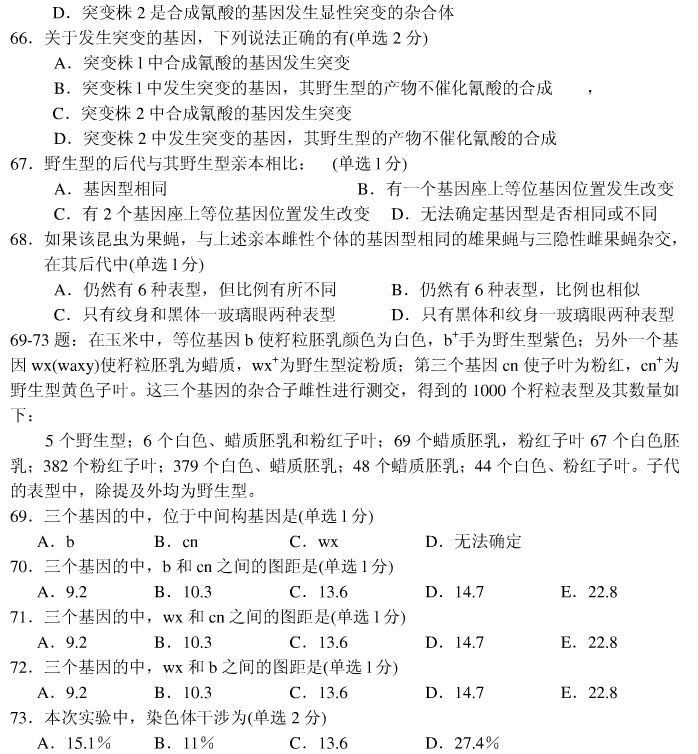 D．突变株 2 是合成氰酸的基因发生显性突变的杂合体
66．关于发生突变的基因，下列说法正确的有(单选 2 分)
A．突变株 1 中合成氰酸的基因发生突变
B．突变株 1 中发生突变的基因，其野生型的产物不催化氰酸的合成 ，
C．突变株 2 中合成氰酸的基因发生突变
D．突变株 2 中发生突变的基因，其野生型的产物不催化氰酸的合成
67．野生型的后代与其野生型亲本相比： (单选 1 分)
A．基因型相同 B．有一个基因座上等位基因位置发生改变
C．有 2 个基因座上等位基因位置发生改变 D．无法确定基因型是否相同或不同
68．如果该昆虫为果蝇，与上述亲本雌性个体的基因型相同的雄果蝇与三隐性雌果蝇杂交，
在其后代中(单选 1 分)
A．仍然有 6 种表型，但比例有所不同 B．仍然有 6 种表型，比例也相似
C．只有纹身和黑体一玻璃眼两种表型 D．只有黑体和纹身一玻璃眼两种表型
69-73 题：在玉米中，等位基因 b 使籽粒胚乳颜色为白色，b⁺手为野生型紫色；另外一个基
因 wx(waxy)使籽粒胚乳为蜡质，wx⁺为野生型淀粉质；第三个基因 cn 使子叶为粉红，cn⁺为
野生型黄色子叶。这三个基因的杂合子雌性进行测交，得到的 1000 个籽粒表型及其数量如
下：
5 个野生型；6 个白色、蜡质胚乳和粉红子叶；69 个蜡质胚乳，粉红子叶 67 个白色胚
乳；382 个粉红子叶；379 个白色、蜡质胚乳；48 个蜡质胚乳；44 个白色、粉红子叶。子代
的表型中，除提及外均为野生型。
69．三个基因的中，位于中间构基因是(单选 1 分)
A．b B．cn C．wx D．无法确定
70．三个基因的中，b 和 cn 之间的图距是(单选 1 分)
A．9.2 B．10.3 C．13.6 D．14.7 E．22.8
71．三个基因的中，wx 和 cn 之间的图距是(单选 1 分)
A．9.2 B．10.3 C．13.6 D．14.7 E．22.8
72．三个基因的中，wx 和 b 之间的图距是(单选 1 分)
A．9.2 B．10.3 C．13.6 D．14.7 E．22.8
73．本次实验中，染色体干涉为(单选 2 分)
A．15.1％ B．11％ C．13.6 D．27.4％